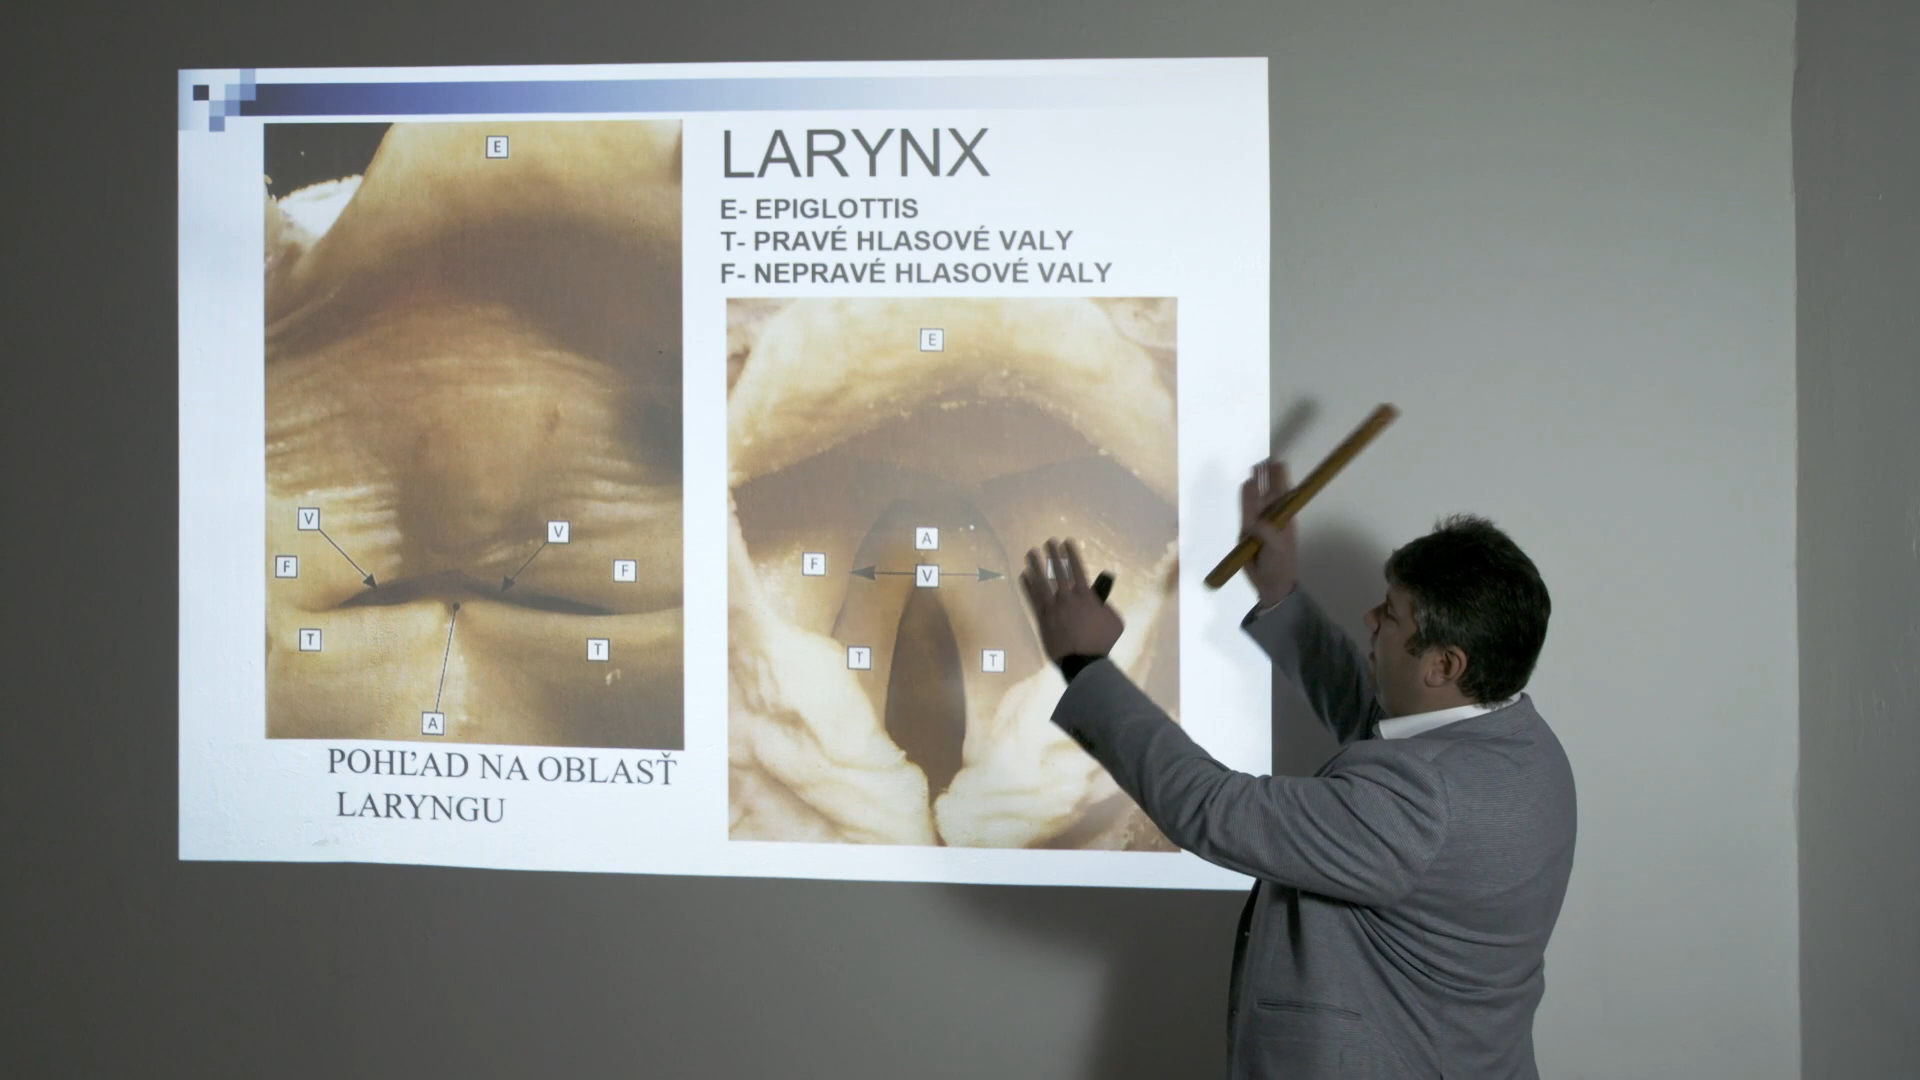 LARYNX
E- EPIGLOTTIS
T- PRAVÉ HLASOVÉ VALY
F- NEPRAVÉ HLASOVÉ VALY
E
V
V
F
F
T
T
A
E
A
F
V
T
T
POHĽAD NA OBLASŤ
LARYNGU